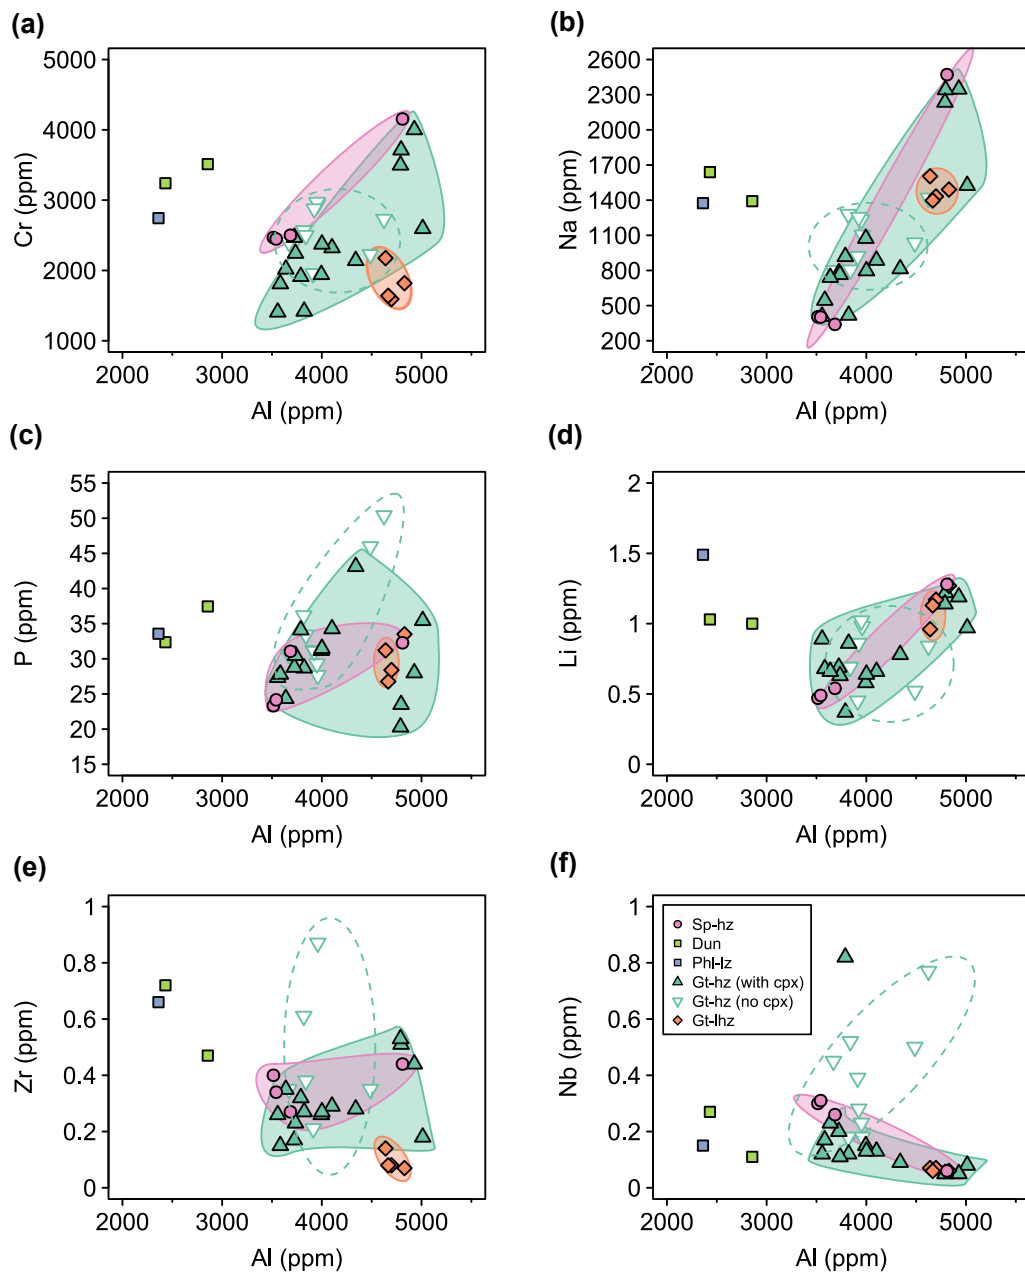 (a)
5000
4000
3000
2000
1000
Cr (ppm)
2000 3000 4000 5000
Al (ppm)
(b)
2600
2300
1700
1400
1000
800
500
200
Na (ppm)
2000 3000 4000 5000
Al (ppm)
(c)
55
50
45
40
35
30
25
20
15
P (ppm)
2000 3000 4000 5000
Al (ppm)
(d)
2
1.5
1
0.5
0
Li (ppm)
2000 3000 4000 5000
Al (ppm)
(e)
1
0.8
0.6
0.4
0.2
0
Zr (ppm)
2000 3000 4000 5000
Al (ppm)
(f)
1
0.8
0.6
0.4
0.2
0
Nb (ppm)
Sp-hz
Dun
Phl-lz
Gt-hz (with cpx)
Gt-hz (no cpx)
Gt-lhz
2000 3000 4000 5000
Al (ppm)